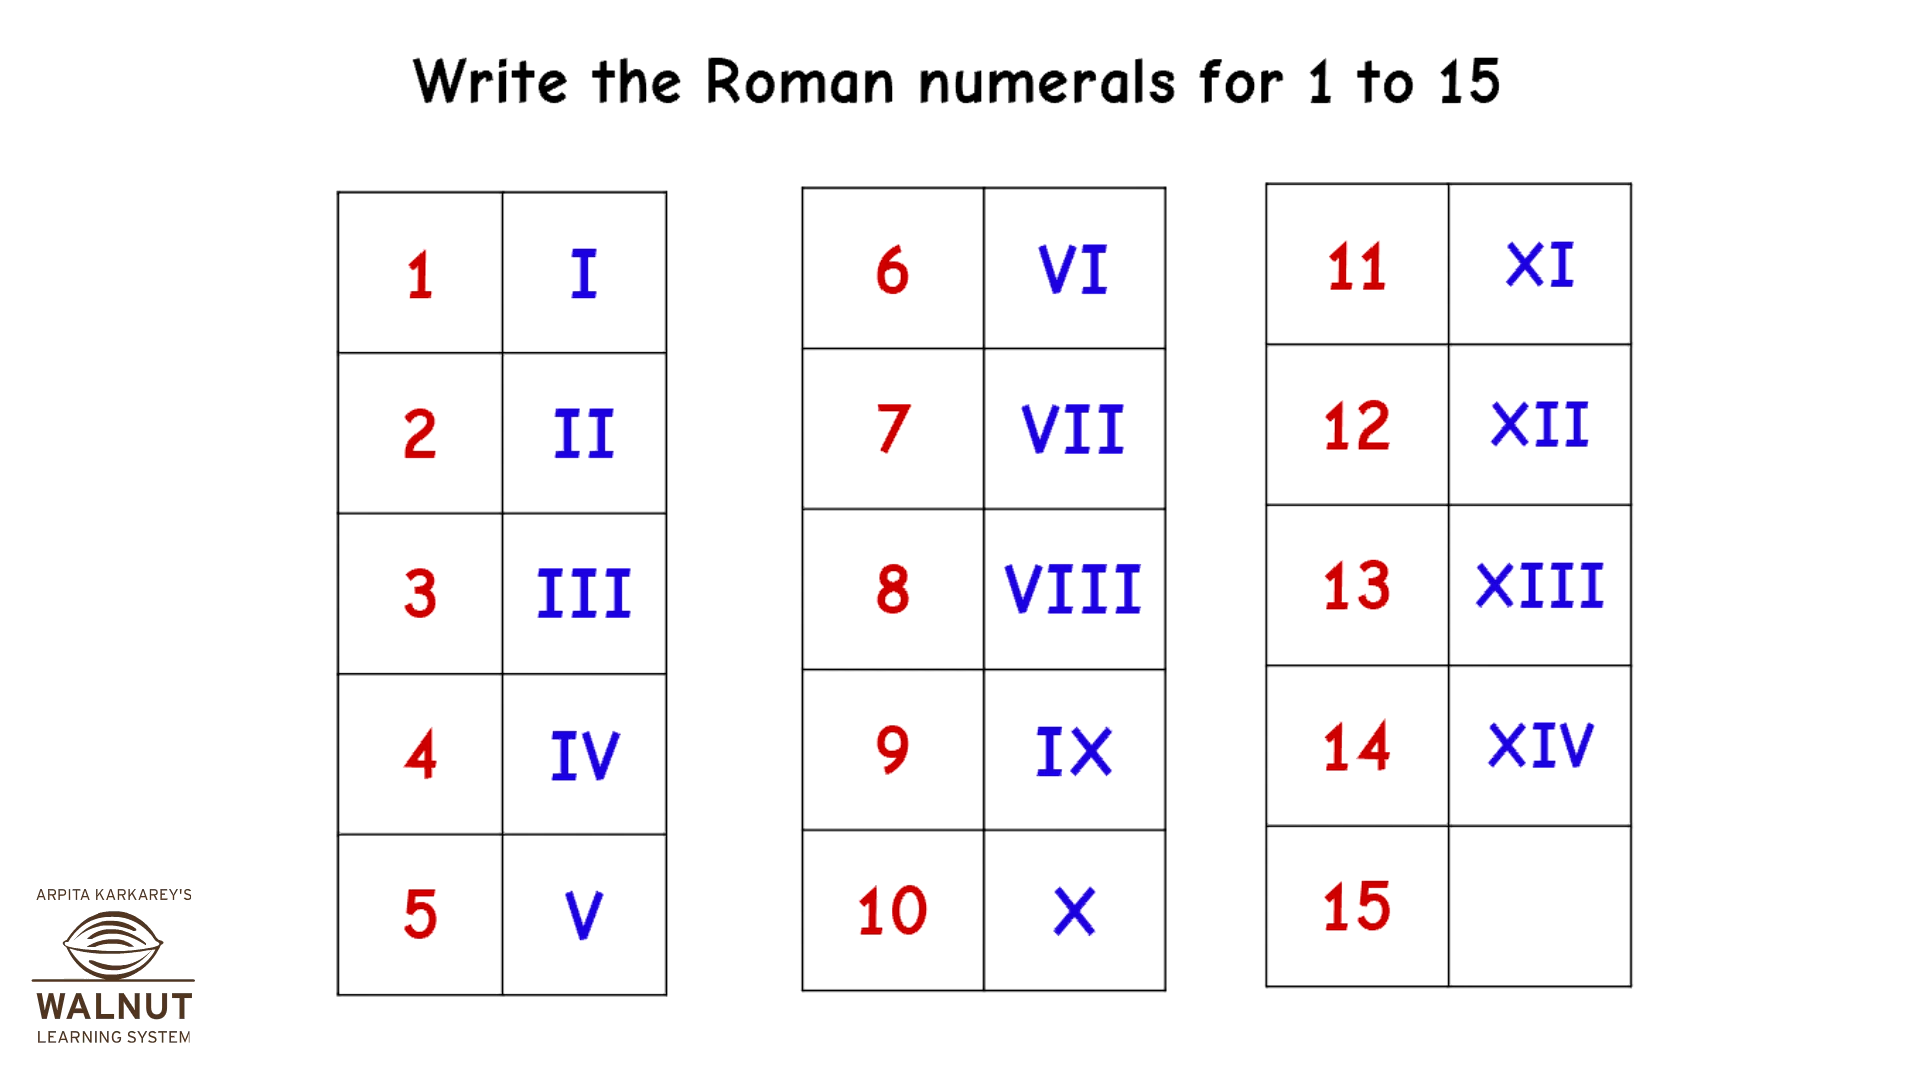 Write the Roman numerals for 1 to 15
1 I
2 II
3 III
4 IV
5 V
6 VI
7 VII
8 VIII
9 IX
10 X
11 XI
12 XII
13 XIII
14 XIV
15
ARPITA KARKAREY'S
WALNUT
LEARNING SYSTEM